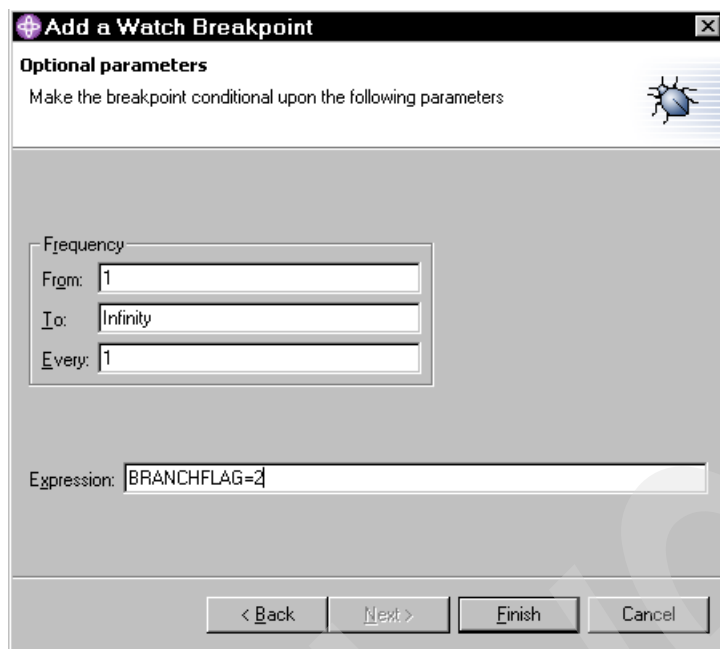 Add a Watch Breakpoint
Optional parameters
Make the breakpoint conditional upon the following parameters
Frequency
From: 1
To: Infinity
Every: 1
Expression: BRANCHFLAG=2
< Back Next > Finish Cancel